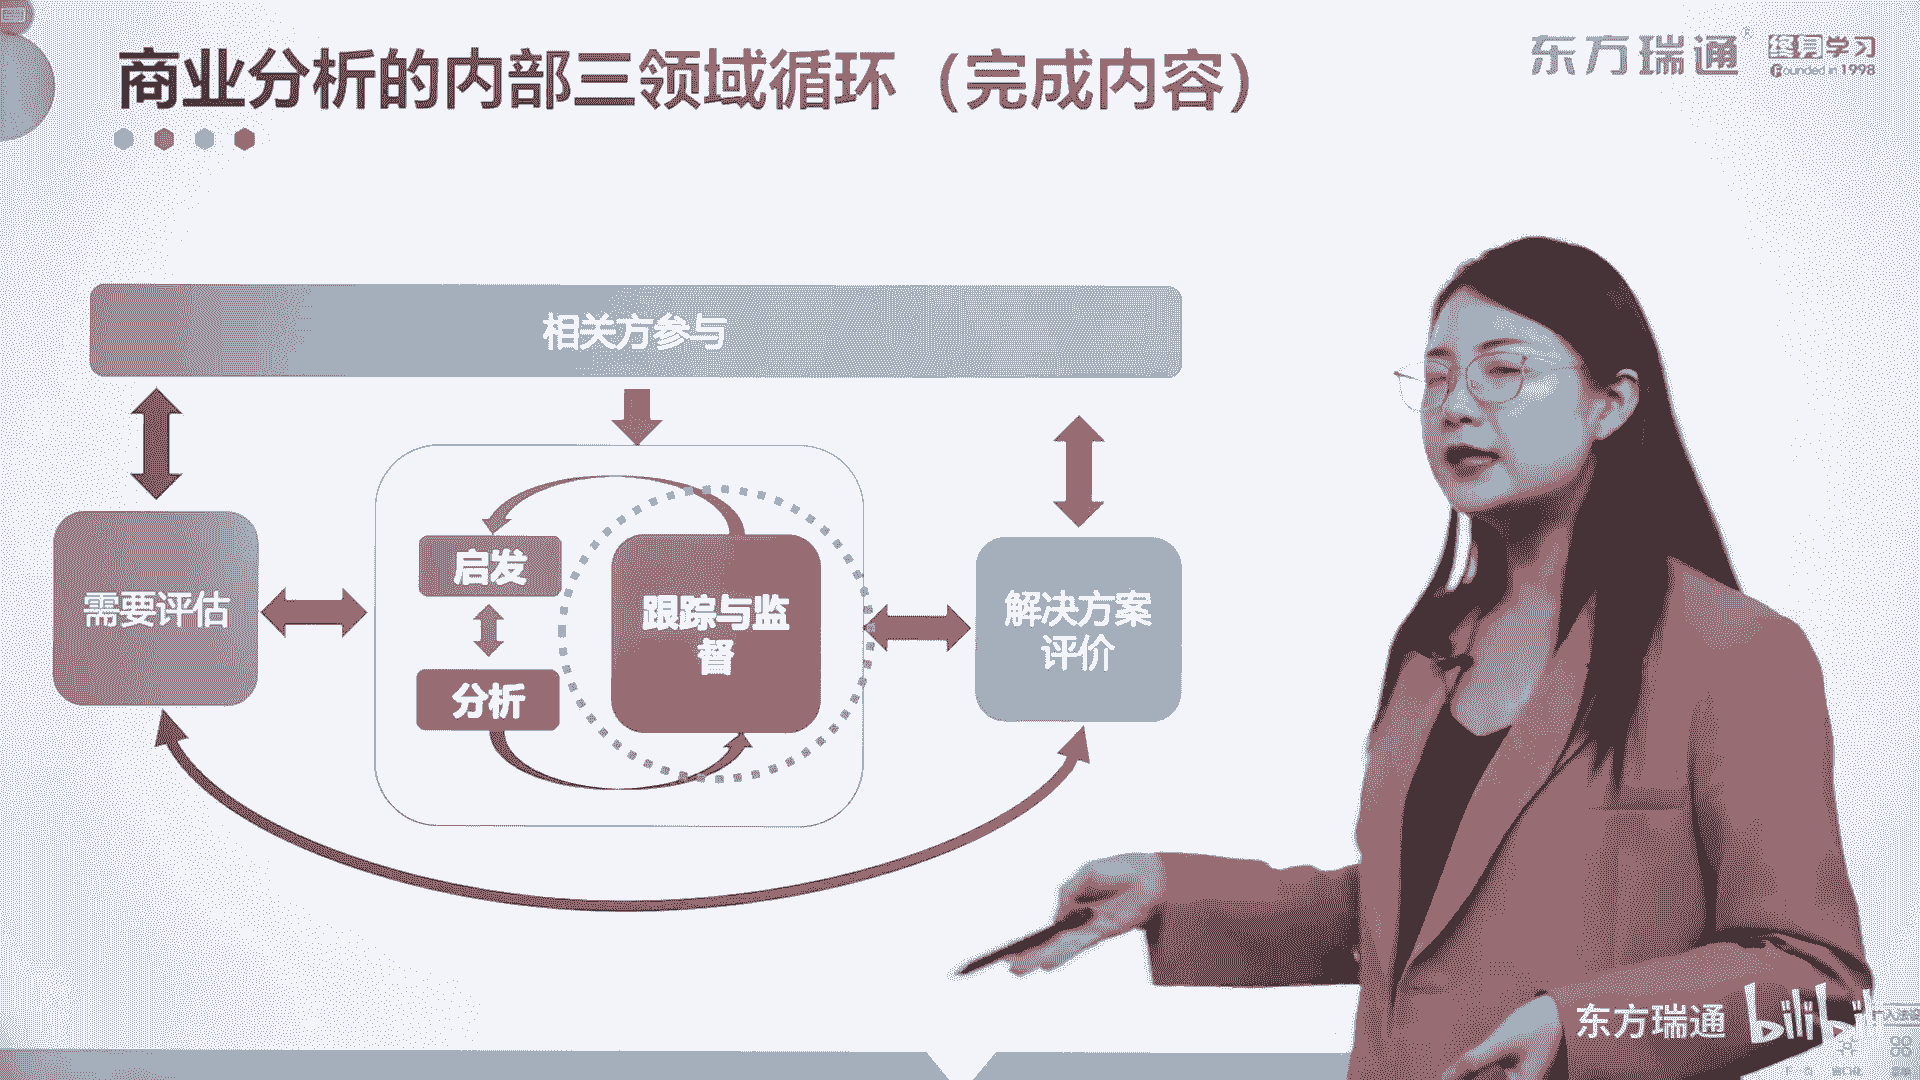 商业分析的内部三领域循环（完成内容）
东方瑞通®
终身学习
Founded in 1998
相关方参与
启发
需要评估
跟踪与监
督
解决方案
评价
分析
东方瑞通
bilibili